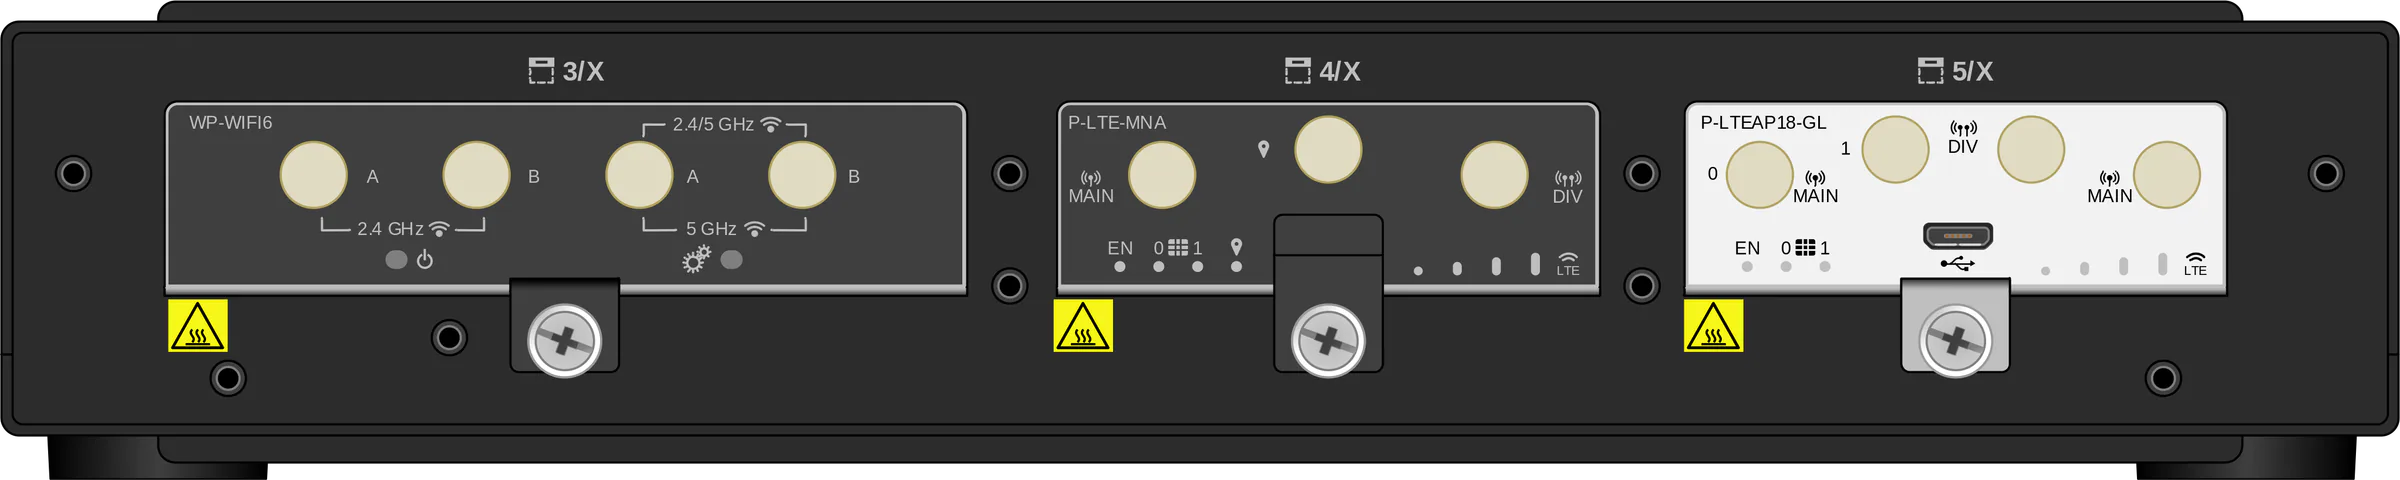 3/X
4/X
5/X
WP-WIFI6
2.4/5 GHz
A
B
A
B
2.4 GHz
5 GHz
P-LTE-MNA
MAIN
DIV
EN 0 1
LTE
P-LTEAP18-GL
0
MAIN
1
DIV
MAIN
EN 0 1
LTE